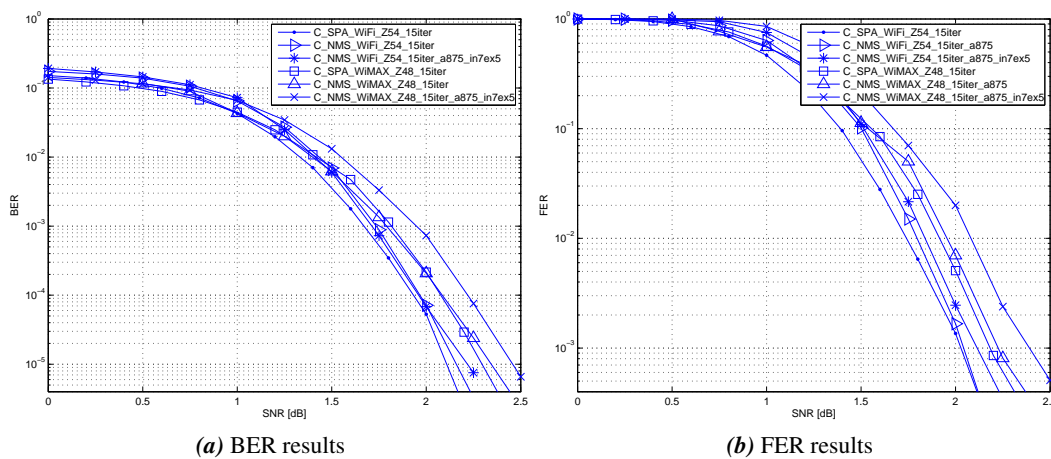 10^0
10^-1
10^-2
10^-3
10^-4
10^-5
BER
0 0.5 1 1.5 2 2.5
SNR [dB]
C_SPA_WiFi_Z54_15iter
C_NMS_WiFi_Z54_15iter
C_NMS_WiFi_Z54_15iter_a875_in7ex5
C_SPA_WiMAX_Z48_15iter
C_NMS_WiMAX_Z48_15iter
C_NMS_WiMAX_Z48_15iter_a875_in7ex5
(a) BER results
10^0
10^-1
10^-2
10^-3
FER
0 0.5 1 1.5 2 2.5
SNR [dB]
C_SPA_WiFi_Z54_15iter
C_NMS_WiFi_Z54_15iter_a875
C_NMS_WiFi_Z54_15iter_a875_in7ex5
C_SPA_WiMAX_Z48_15iter
C_NMS_WiMAX_Z48_15iter_a875
C_NMS_WiMAX_Z48_15iter_a875_in7ex5
(b) FER results